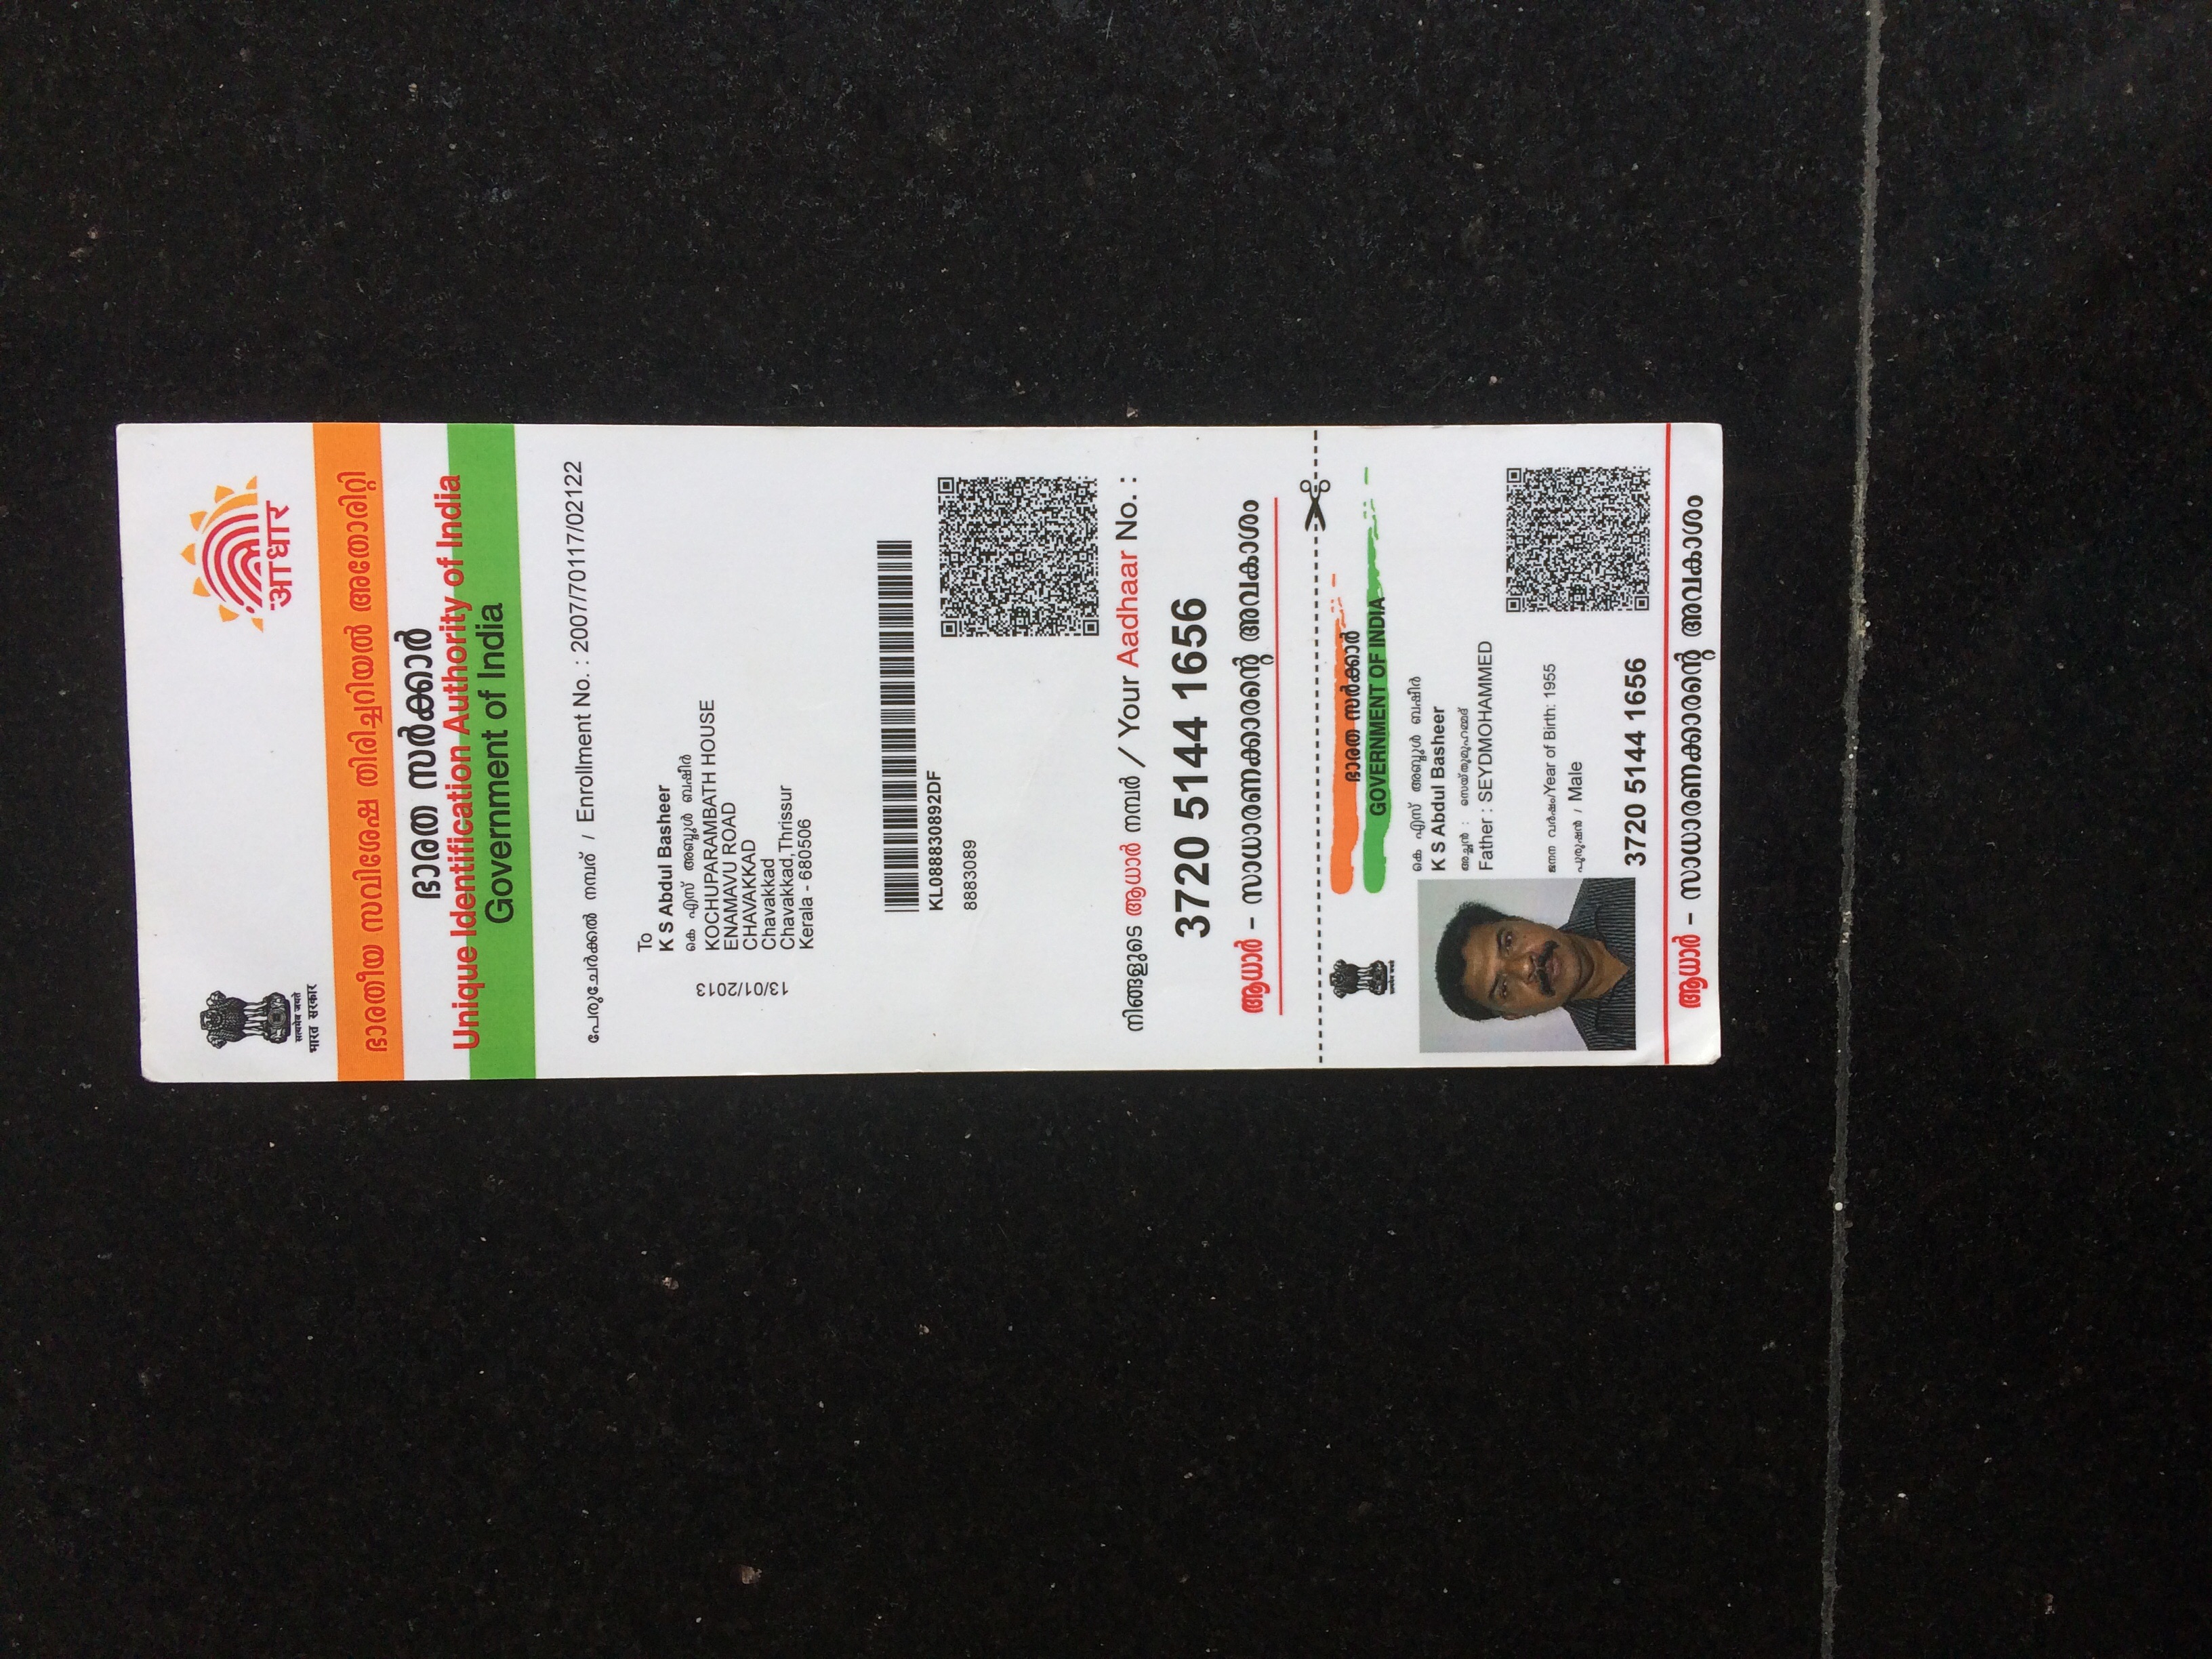 सत्यमेव जयते
भारत सरकार
आधार
ഭാരതീയ സവിശേഷ തിരിച്ചറിയൽ അതോരിറ്റി
ഭാരത സർക്കാർ
Unique Identification Authority of India
Government of India
പേരുചേർക്കൽ നമ്പര് / Enrollment No. : 2007/70117/02122
To
K S Abdul Basheer
കെ എസ് അബ്ദുൾ ബഷീർ
KOCHUPARAMBATH HOUSE
ENAMAVU ROAD
CHAVAKKAD
Chavakkad
Chavakkad,Thrissur
Kerala - 680506
13/01/2013
KL088830892DF
8883089
നിങ്ങളുടെ ആധാർ നമ്പർ / Your Aadhaar No. :
3720 5144 1656
ആധാർ - സാധാരണക്കാരന്റെ അവകാശം
सत्यमेव जयते
ഭാരത സർക്കാർ
GOVERNMENT OF INDIA
കെ എസ് അബ്ദുൾ ബഷീർ
K S Abdul Basheer
അച്ഛൻ : സെയ്തുമുഹമ്മദ്
Father : SEYDMOHAMMED
ജനന വർഷം/Year of Birth: 1955
പുരുഷൻ / Male
3720 5144 1656
ആധാർ - സാധാരണക്കാരന്റെ അവകാശം